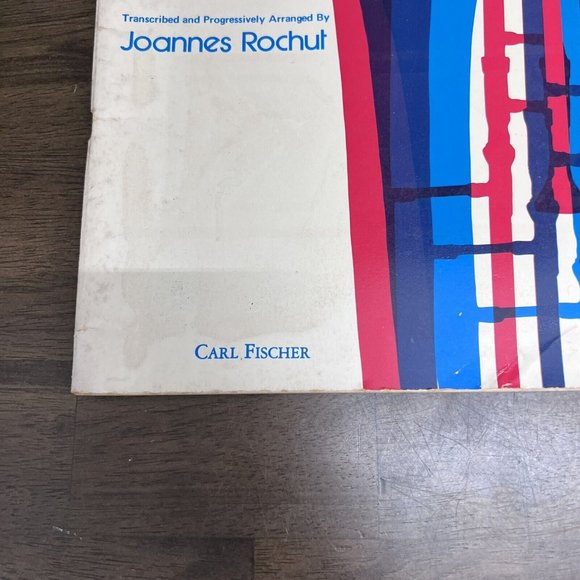 Transcribed and Progressively Arranged By
Joannes Rochut
CARL FISCHER